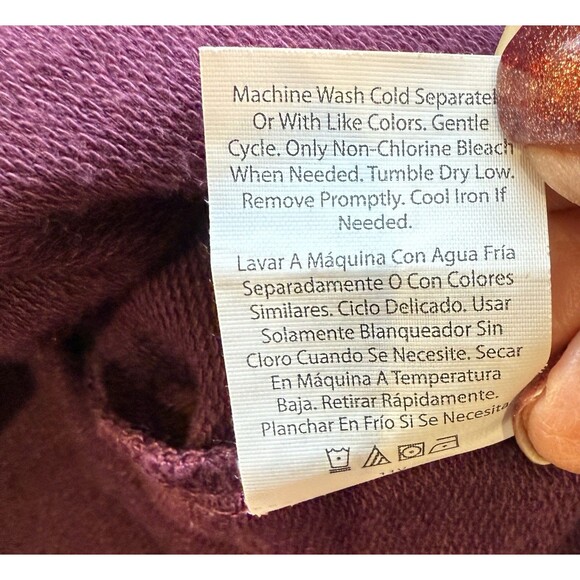 Machine Wash Cold Separatel
Or With Like Colors. Gentle
Cycle. Only Non-Chlorine Bleach
When Needed. Tumble Dry Low.
Remove Promptly. Cool Iron If
Needed.
Lavar A Máquina Con Agua Fría
Separadamente O Con Colores
Similares. Ciclo Delicado. Usar
Solamente Blanqueador Sin
Cloro Cuando Se Necesite. Secar
En Máquina A Temperatura
Baja. Retirar Rápidamente.
Planchar En Frío Si Se Necesita